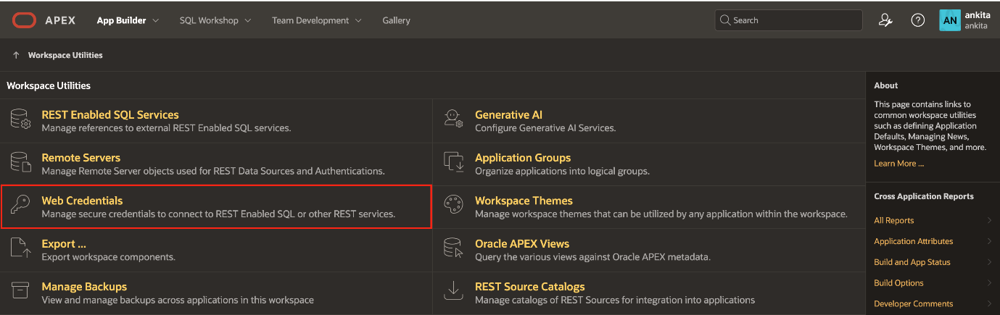 APEX App Builder SQL Workshop Team Development Gallery Search AN ankita
ankita
Workspace Utilities
Workspace Utilities
REST Enabled SQL Services
Manage references to external REST Enabled SQL services.
Generative AI
Configure Generative AI Services.
Remote Servers
Manage Remote Server objects used for REST Data Sources and Authentications.
Application Groups
Organize applications into logical groups.
Web Credentials
Manage secure credentials to connect to REST Enabled SQL or other REST services.
Workspace Themes
Manage workspace themes that can be utilized by any application within the workspace.
Export ...
Export workspace components.
Oracle APEX Views
Query the various views against Oracle APEX metadata.
Manage Backups
View and manage backups across applications in this workspace
REST Source Catalogs
Manage catalogs of REST Sources for integration into applications
About
This page contains links to
common workspace utilities
such as defining Application
Defaults, Managing News,
Workspace Themes, and more.
Learn More ...
Cross Application Reports
All Reports
Application Attributes
Build and App Status
Build Options
Developer Comments